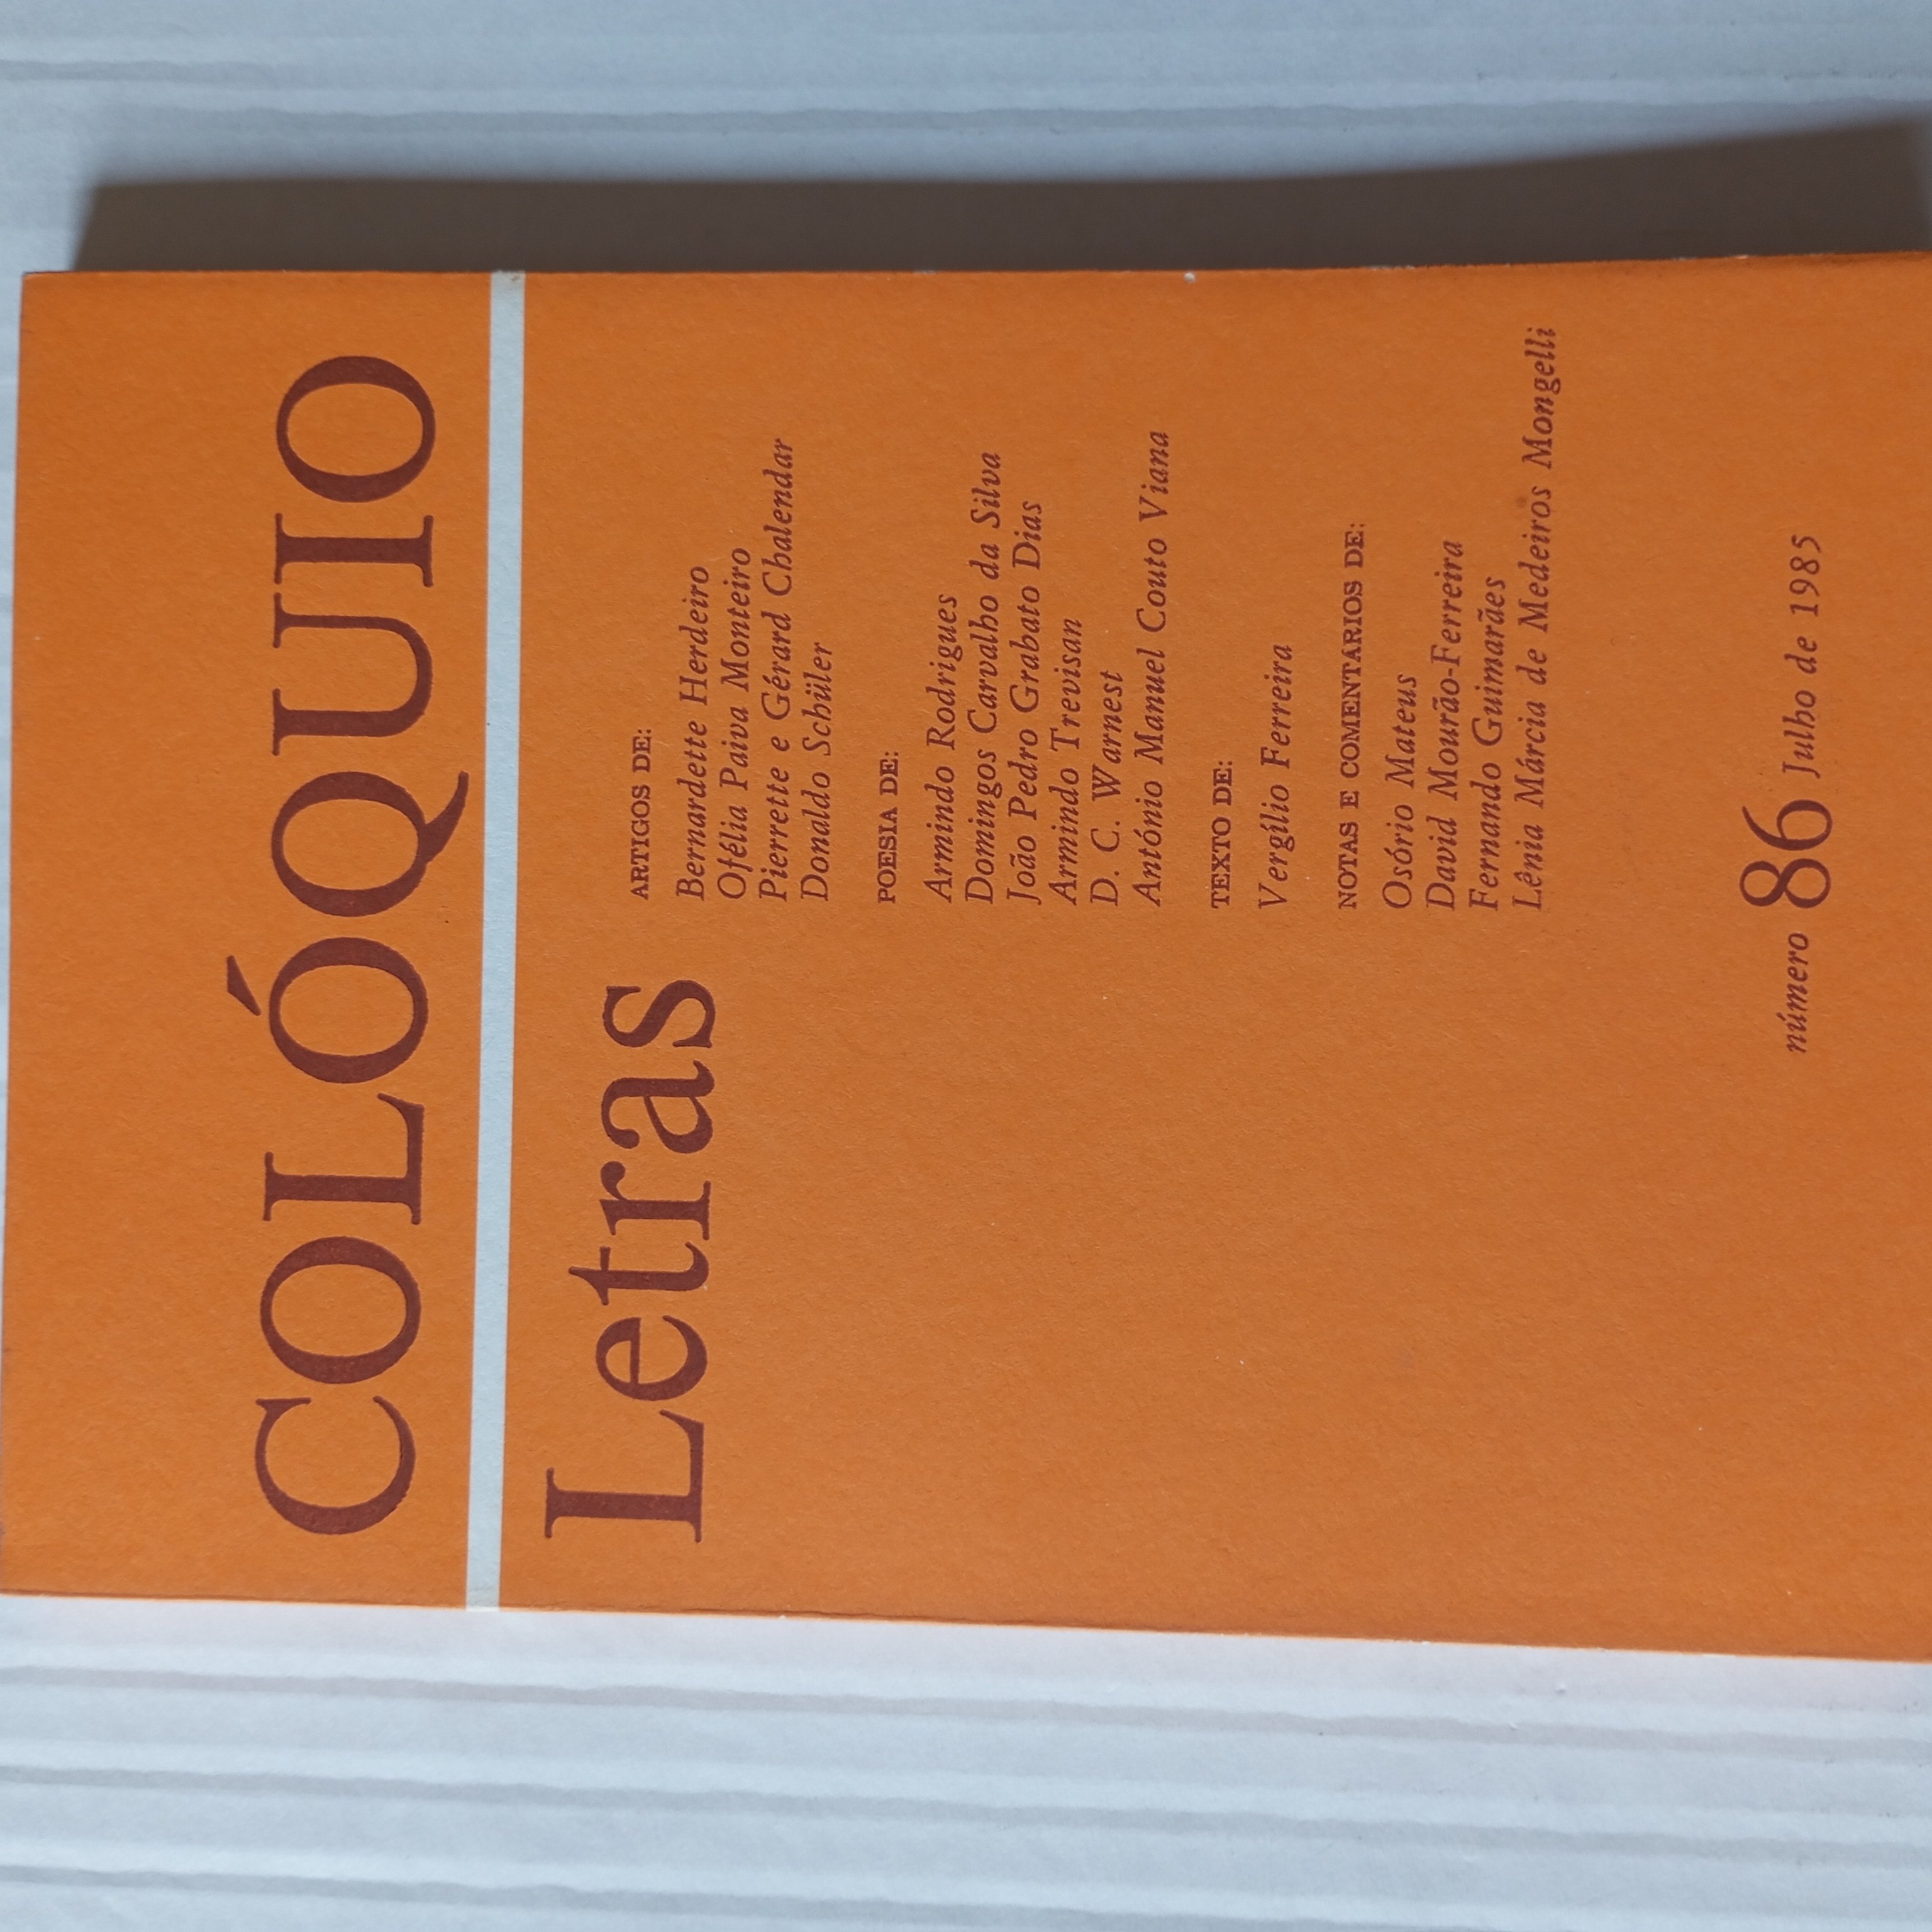 COLÓQUIO
Letras
ARTIGOS DE:
Bernardette Herdeiro
Ofélia Paiva Monteiro
Pierrette e Gérard Chalendar
Donaldo Schüler
POESIA DE:
Armindo Rodrigues
Domingos Carvalho da Silva
João Pedro Grabato Dias
Armindo Trevisan
D. C. Warnest
António Manuel Couto Viana
TEXTO DE:
Vergílio Ferreira
NOTAS E COMENTÁRIOS DE:
Osório Mateus
David Mourão-Ferreira
Fernando Guimarães
Lênia Márcia de Medeiros Mongelli
número 86 Julho de 1985